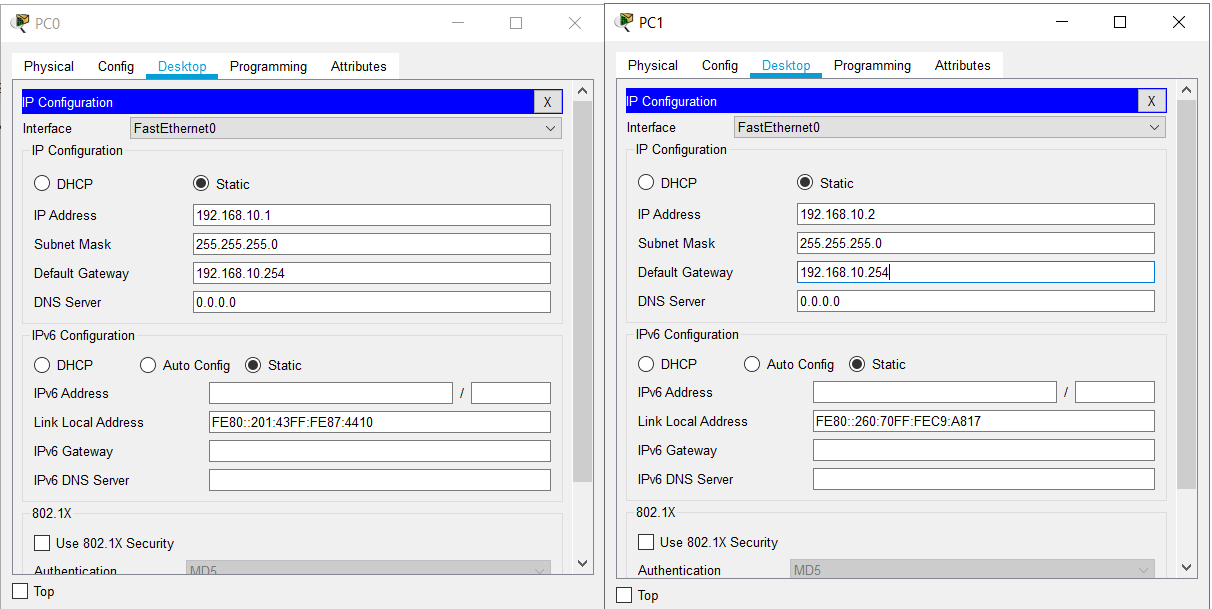 PC0
Physical Config Desktop Programming Attributes
IP Configuration X
Interface FastEthernet0
IP Configuration
DHCP Static
IP Address 192.168.10.1
Subnet Mask 255.255.255.0
Default Gateway 192.168.10.254
DNS Server 0.0.0.0
IPv6 Configuration
DHCP Auto Config Static
IPv6 Address /
Link Local Address FE80::201:43FF:FE87:4410
IPv6 Gateway
IPv6 DNS Server
802.1X
Use 802.1X Security
Authentication MD5
Top
PC1
Physical Config Desktop Programming Attributes
IP Configuration X
Interface FastEthernet0
IP Configuration
DHCP Static
IP Address 192.168.10.2
Subnet Mask 255.255.255.0
Default Gateway 192.168.10.254
DNS Server 0.0.0.0
IPv6 Configuration
DHCP Auto Config Static
IPv6 Address /
Link Local Address FE80::260:70FF:FEC9:A817
IPv6 Gateway
IPv6 DNS Server
802.1X
Use 802.1X Security
Authentication MD5
Top